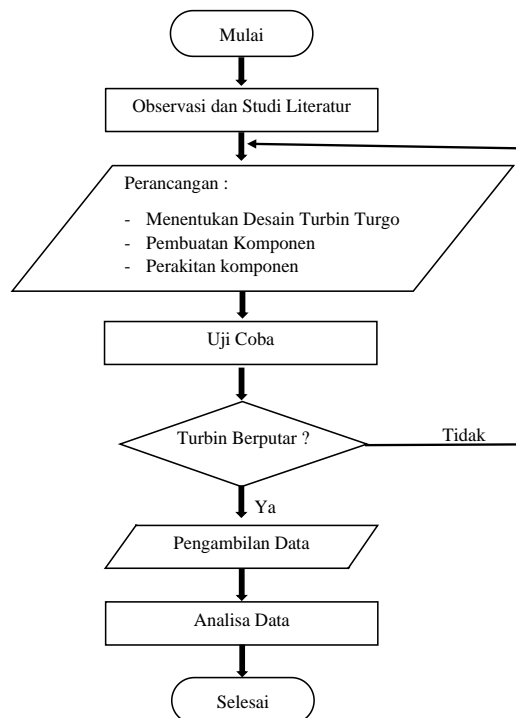 Mulai
Observasi dan Studi Literatur
Perancangan :
- Menentukan Desain Turbin Turgo
- Pembuatan Komponen
- Perakitan komponen
Uji Coba
Turbin Berputar ?
Tidak
Ya
Pengambilan Data
Analisa Data
Selesai